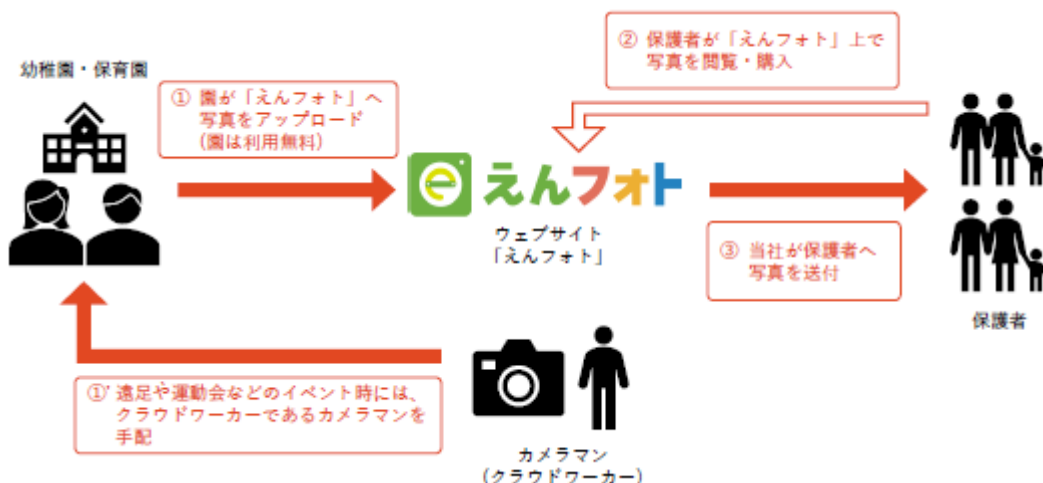 幼稚園・保育園
① 園が「えんフォト」へ
写真をアップロード
(園は利用無料)
② 保護者が「えんフォト」上で
写真を閲覧・購入
e えんフォト
ウェブサイト
「えんフォト」
③ 当社が保護者へ
写真を送付
保護者
①’ 遠足や運動会などのイベント時には、
クラウドワーカーであるカメラマンを
手配
カメラマン
(クラウドワーカー)